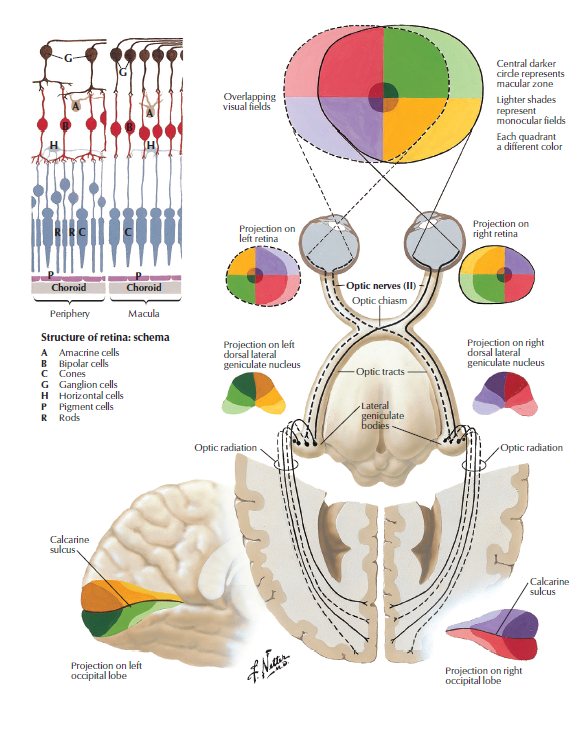 G
G
A
A
B
B
H
H
R
R
C
C
P
P
Choroid
Choroid
Periphery
Macula
Structure of retina: schema
A Amacrine cells
B Bipolar cells
C Cones
G Ganglion cells
H Horizontal cells
P Pigment cells
R Rods
Overlapping
visual fields
Central darker
circle represents
macular zone
Lighter shades
represent
monocular fields
Each quadrant
a different color
Projection on
left retina
Projection on
right retina
Optic nerves (II)
Optic chiasm
Projection on left
dorsal lateral
geniculate nucleus
Projection on right
dorsal lateral
geniculate nucleus
Optic tracts
Lateral
geniculate
bodies
Optic radiation
Optic radiation
Calcarine
sulcus
Calcarine
sulcus
Projection on left
occipital lobe
Projection on right
occipital lobe
F. Netter
M.D.